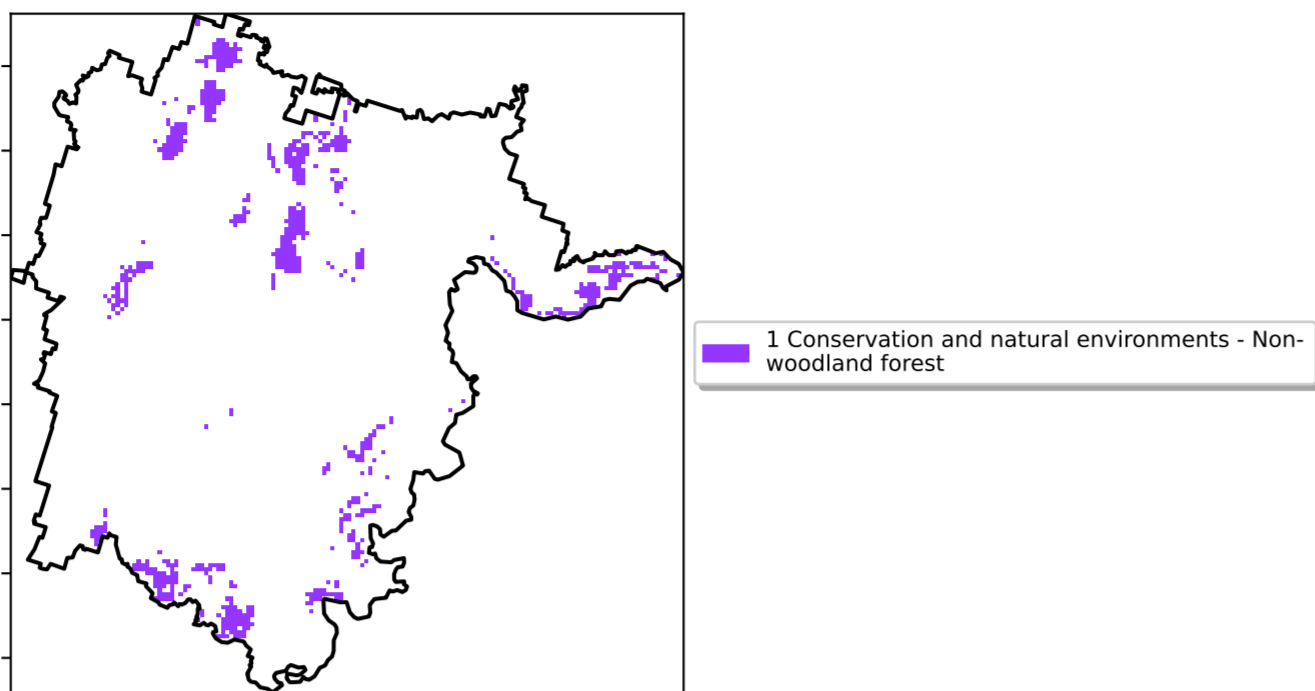 1 Conservation and natural environments - Non-
woodland forest